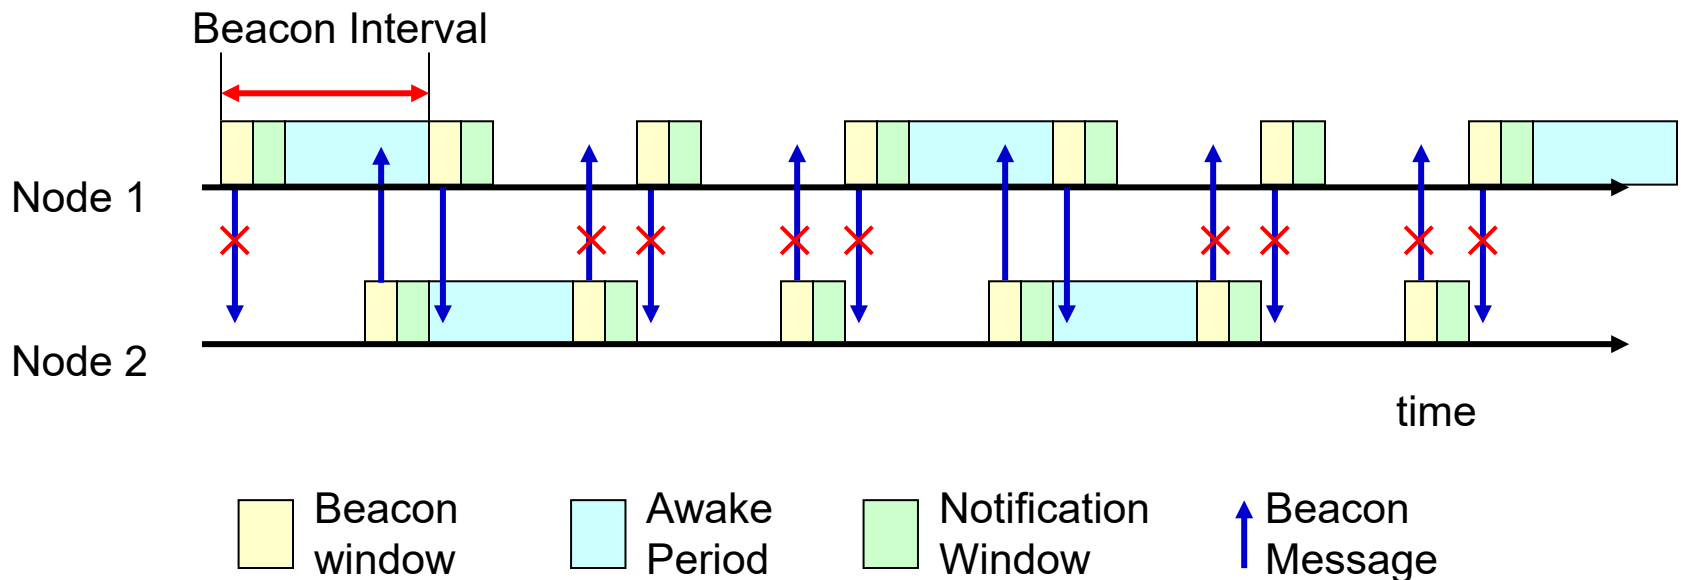 Beacon Interval
Node 1
Node 2
time
Beacon
window
Awake
Period
Notification
Window
Beacon
Message